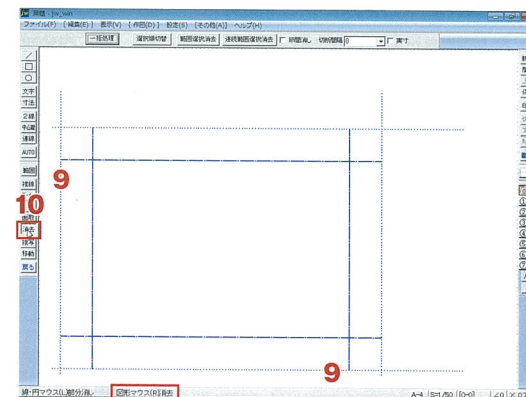 無題 - jw_win
ファイル(F) [編集(E)] 表示(V) [作図(D)] 設定(S) [その他(A)] ヘルプ(H)
一括処理 選択順切替 範囲選択消去 連続範囲選択消去 節間消し 切断間隔 実寸
文字
寸法
2線
中心線
連線
AUTO
範囲
複線
9
10
面取
消去
複写
移動
戻る
9
線・円マウス(L)部分消し 図形マウス(R)消去
A-4 S=1/50 [0-0] ∠0